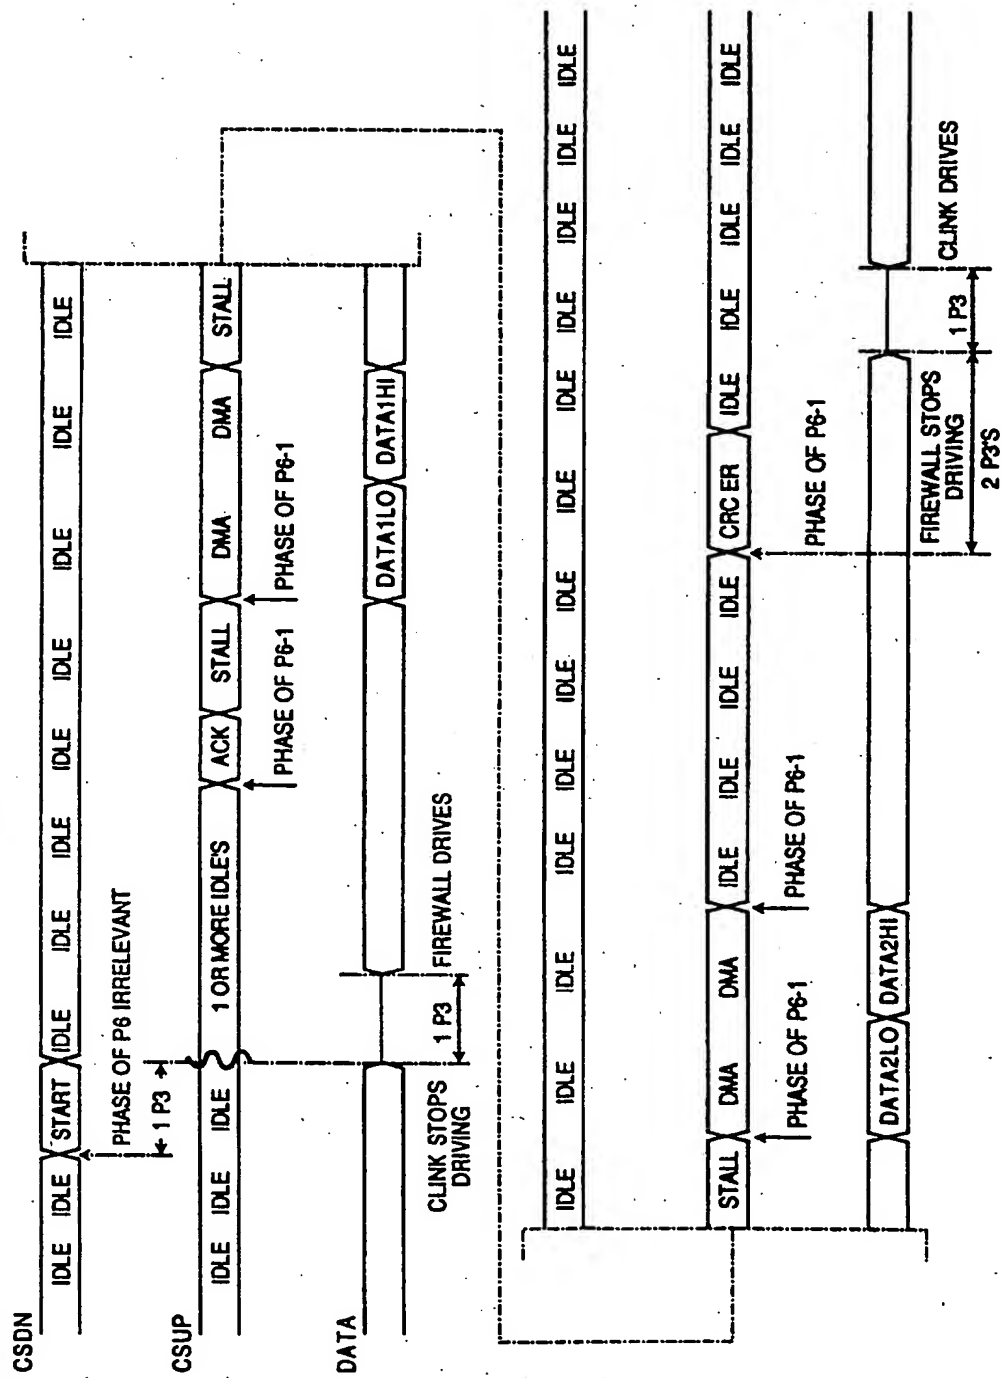 CSDN
IDLE IDLE START IDLE IDLE IDLE IDLE IDLE IDLE IDLE IDLE
PHASE OF P6 IRRELEVANT
1 P3
CSUP
IDLE IDLE IDLE 1 OR MORE IDLE'S ACK STALL DMA DMA STALL
PHASE OF P6-1
PHASE OF P6-1
DATA
DATA1LO DATA1HI
1 P3
CLINK STOPS
DRIVING
FIREWALL DRIVES
IDLE IDLE IDLE IDLE IDLE IDLE IDLE IDLE IDLE IDLE IDLE IDLE
STALL DMA DMA IDLE IDLE IDLE IDLE CRC ER IDLE IDLE IDLE IDLE IDLE
PHASE OF P6-1
PHASE OF P6-1
PHASE OF P6-1
DATA2LO DATA2HI
FIREWALL STOPS
DRIVING
2 P3'S
1 P3
CLINK DRIVES